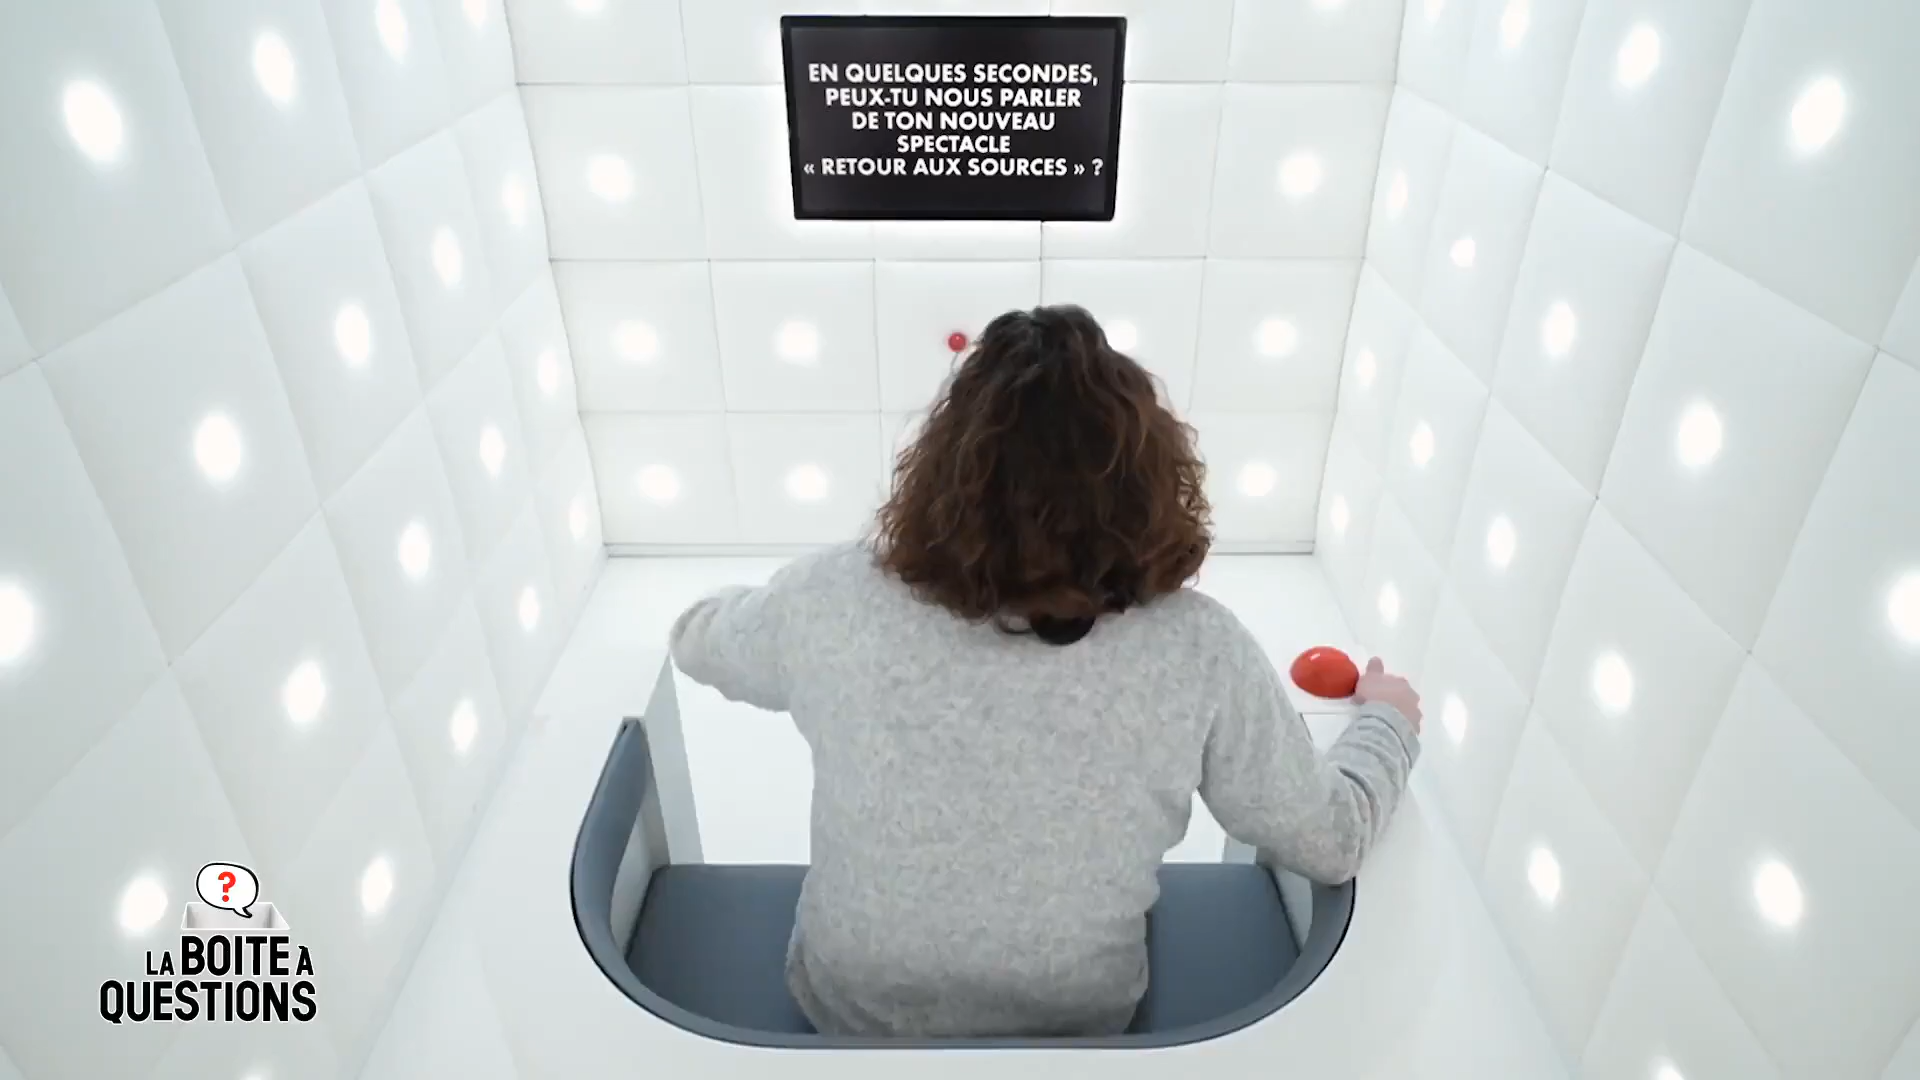 EN QUELQUES SECONDES,
PEUX-TU NOUS PARLER
DE TON NOUVEAU
SPECTACLE
« RETOUR AUX SOURCES » ?
?
LA BOITE À
QUESTIONS